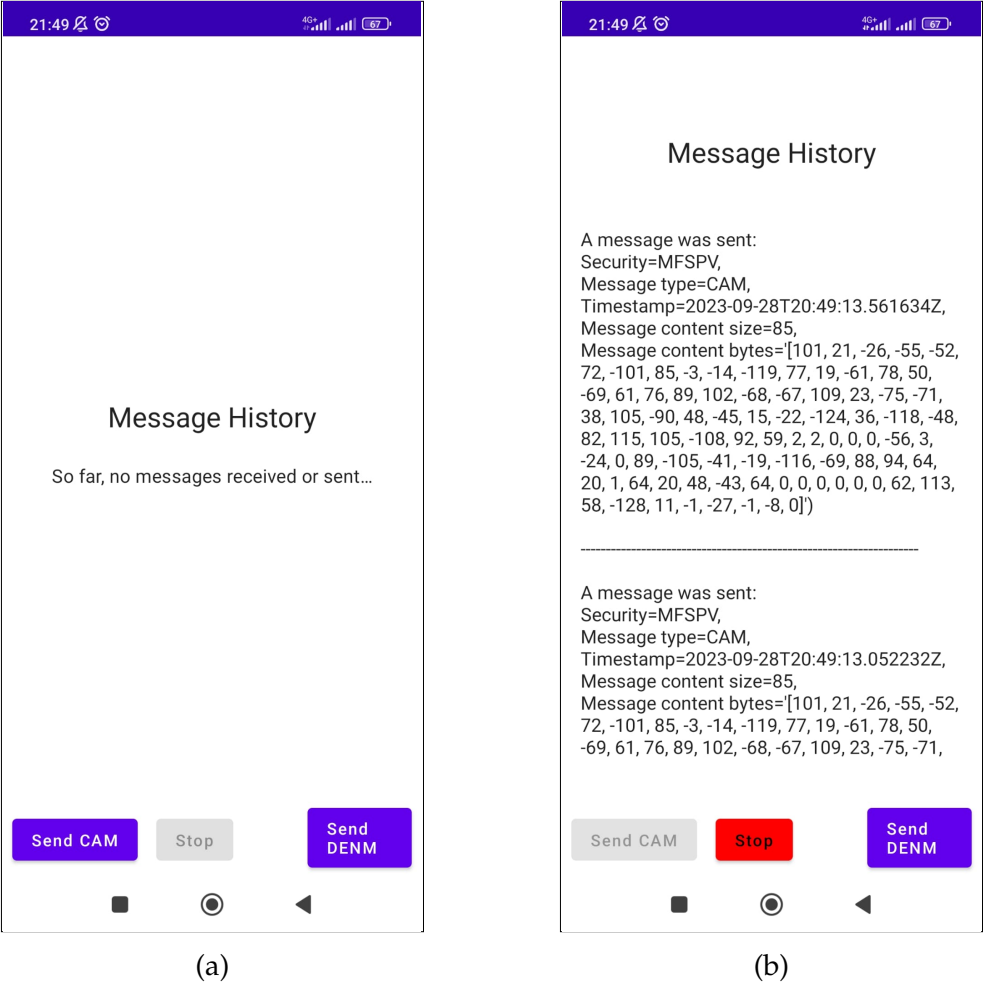 21:49
4G+
67
Message History
So far, no messages received or sent...
Send CAM
Stop
Send
DENM
(a)
21:49
4G+
67
Message History
A message was sent:
Security=MFSPV,
Message type=CAM,
Timestamp=2023-09-28T20:49:13.561634Z,
Message content size=85,
Message content bytes='[101, 21, -26, -55, -52,
72, -101, 85, -3, -14, -119, 77, 19, -61, 78, 50,
-69, 61, 76, 89, 102, -68, -67, 109, 23, -75, -71,
38, 105, -90, 48, -45, 15, -22, -124, 36, -118, -48,
82, 115, 105, -108, 92, 59, 2, 2, 0, 0, 0, -56, 3,
-24, 0, 89, -105, -41, -19, -116, -69, 88, 94, 64,
20, 1, 64, 20, 48, -43, 64, 0, 0, 0, 0, 0, 0, 62, 113,
58, -128, 11, -1, -27, -1, -8, 0]')
--------------------------------------------------------------------
A message was sent:
Security=MFSPV,
Message type=CAM,
Timestamp=2023-09-28T20:49:13.052232Z,
Message content size=85,
Message content bytes='[101, 21, -26, -55, -52,
72, -101, 85, -3, -14, -119, 77, 19, -61, 78, 50,
-69, 61, 76, 89, 102, -68, -67, 109, 23, -75, -71,
Send CAM
Stop
Send
DENM
(b)